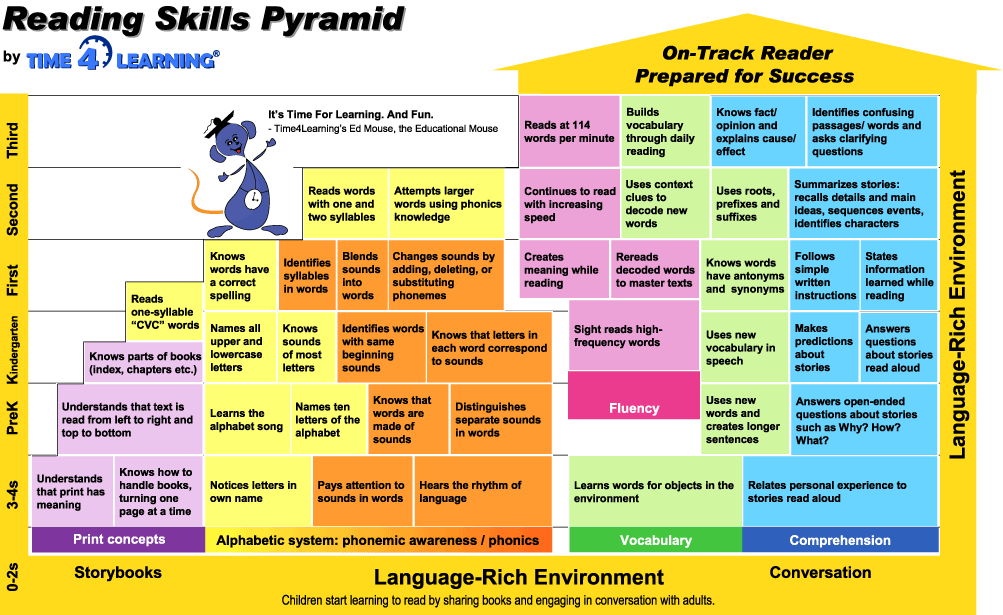 Reading Skills Pyramid
by TIME 4 LEARNING®
On-Track Reader
Prepared for Success
It's Time For Learning. And Fun.
- Time4Learning's Ed Mouse, the Educational Mouse
Third
Reads at 114
words per minute
Builds
vocabulary
through daily
reading
Knows fact/
opinion and
explains cause/
effect
Identifies confusing
passages/ words and
asks clarifying
questions
Second
Reads words
with one and
two syllables
Attempts larger
words using phonics
knowledge
Continues to read
with increasing
speed
Uses context
clues to
decode new
words
Uses roots,
prefixes and
suffixes
Summarizes stories:
recalls details and main
ideas, sequences events,
identifies characters
First
Knows
words have
a correct
spelling
Identifies
syllables
in words
Blends
sounds
into
words
Changes sounds by
adding, deleting, or
substituting
phonemes
Creates
meaning while
reading
Rereads
decoded words
to master texts
Knows words
have antonyms
and synonyms
Follows
simple
written
instructions
States
information
learned while
reading
Kindergarten
Reads
one-syllable
“CVC” words
Knows parts of books
(index, chapters etc.)
Names all
upper and
lowercase
letters
Knows
sounds
of most
letters
Identifies words
with same
beginning
sounds
Knows that letters in
each word correspond
to sounds
Sight reads high-
frequency words
Uses new
vocabulary in
speech
Makes
predictions
about
stories
Answers
questions
about stories
read aloud
PreK
Understands that text is
read from left to right and
top to bottom
Learns the
alphabet song
Names ten
letters of the
alphabet
Knows that
words are
made of
sounds
Distinguishes
separate sounds
in words
Fluency
Uses new
words and
creates longer
sentences
Answers open-ended
questions about stories
such as Why? How?
What?
3-4s
Understands
that print has
meaning
Knows how to
handle books,
turning one
page at a time
Notices letters in
own name
Pays attention to
sounds in words
Hears the rhythm of
language
Learns words for objects in the
environment
Relates personal experience to
stories read aloud
Print concepts
Alphabetic system: phonemic awareness / phonics
Vocabulary
Comprehension
0-2s
Storybooks
Language-Rich Environment
Conversation
Children start learning to read by sharing books and engaging in conversation with adults.
Language-Rich Environment